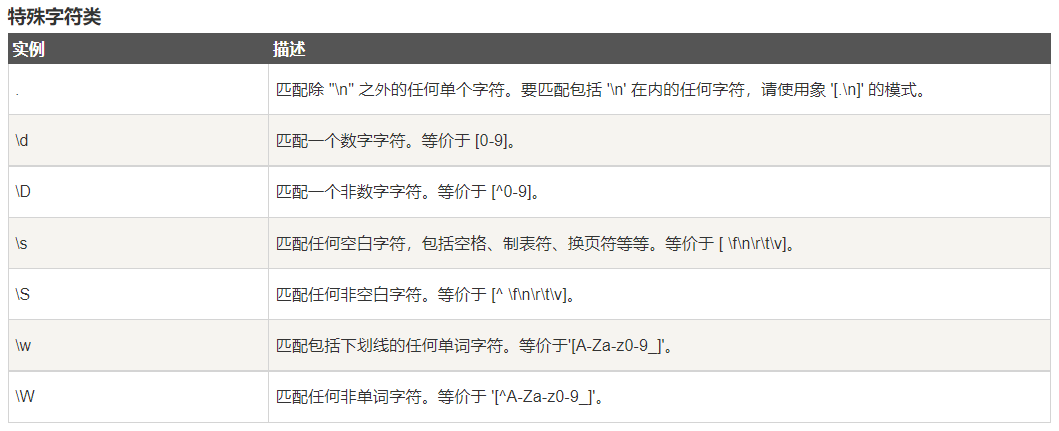 特殊字符类
实例 描述
. 匹配除 "\n" 之外的任何单个字符。要匹配包括 '\n' 在内的任何字符，请使用象 '[.\n]' 的模式。
\d 匹配一个数字字符。等价于 [0-9]。
\D 匹配一个非数字字符。等价于 [^0-9]。
\s 匹配任何空白字符，包括空格、制表符、换页符等等。等价于 [ \f\n\r\t\v]。
\S 匹配任何非空白字符。等价于 [^ \f\n\r\t\v]。
\w 匹配包括下划线的任何单词字符。等价于'[A-Za-z0-9_]'。
\W 匹配任何非单词字符。等价于 '[^A-Za-z0-9_]'。